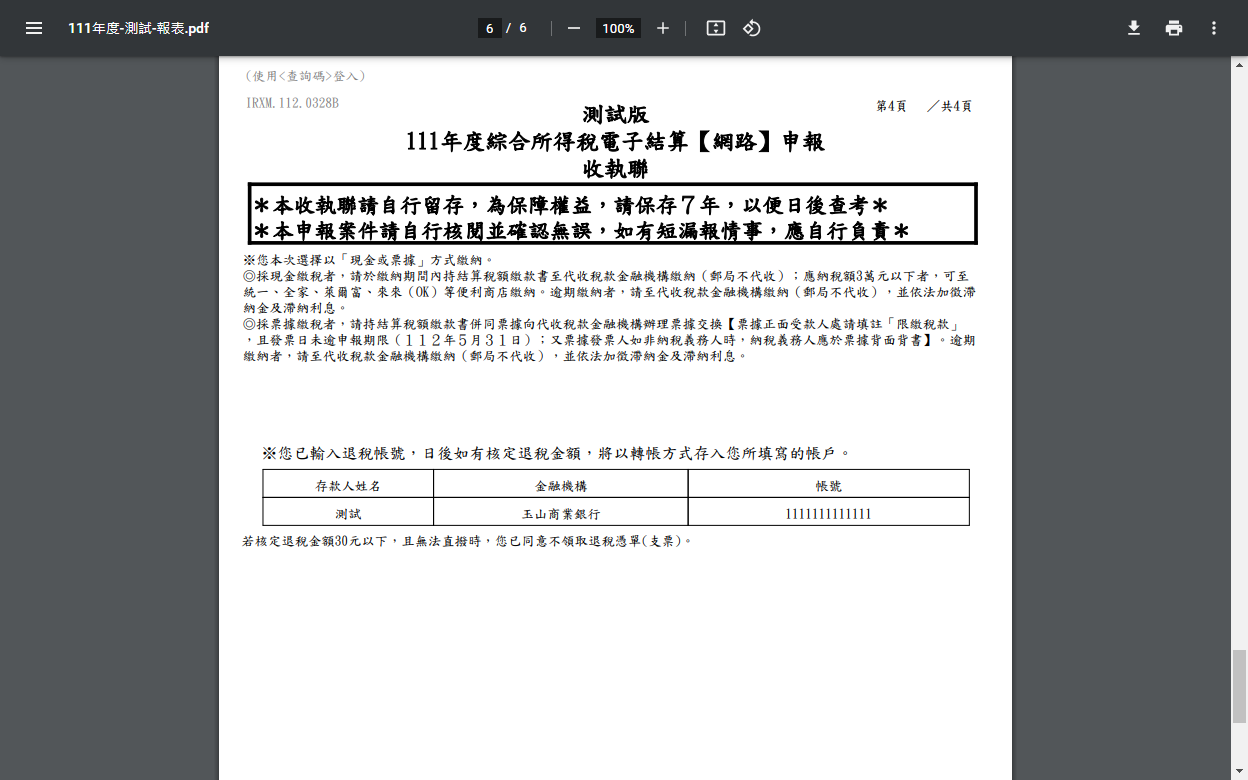 111年度-測試-報表.pdf
6 / 6
100%
(使用<查詢碼>登入)
IRXM.112.0328B
第4頁 ／共4頁
測試版
111年度綜合所得稅電子結算【網路】申報
收執聯
＊本收執聯請自行留存，為保障權益，請保存７年，以便日後查考＊
＊本申報案件請自行核閱並確認無誤，如有短漏報情事，應自行負責＊
※您本次選擇以「現金或票據」方式繳納。
◎採現金繳稅者，請於繳納期間內持結算稅額繳款書至代收稅款金融機構繳納（郵局不代收）；應納稅額3萬元以下者，可至
統一、全家、萊爾富、來來（OK）等便利商店繳納。逾期繳納者，請至代收稅款金融機構繳納（郵局不代收），並依法加徵滯
納金及滯納利息。
◎採票據繳稅者，請持結算稅額繳款書併同票據向代收稅款金融機構辦理票據交換【票據正面受款人處請填註「限繳稅款」
，且發票日未逾申報期限（１１２年５月３１日）；又票據發票人如非納稅義務人時，納稅義務人應於票據背面背書】。逾期
繳納者，請至代收稅款金融機構繳納（郵局不代收），並依法加徵滯納金及滯納利息。
※您已輸入退稅帳號，日後如有核定退稅金額，將以轉帳方式存入您所填寫的帳戶。
存款人姓名 金融機構 帳號
測試 玉山商業銀行 1111111111111
若核定退稅金額30元以下，且無法直撥時，您已同意不領取退稅憑單(支票)。